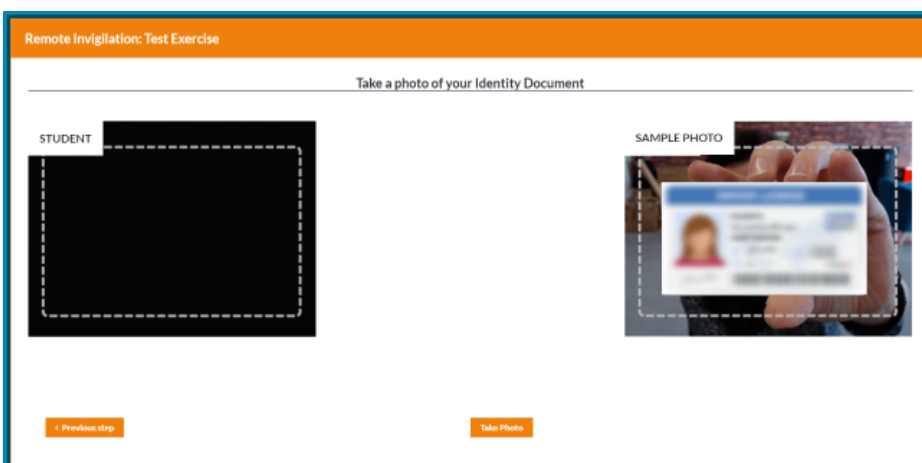 Remote Invigilation: Test Exercise
Take a photo of your Identity Document
STUDENT
SAMPLE PHOTO
< Previous step
Take Photo